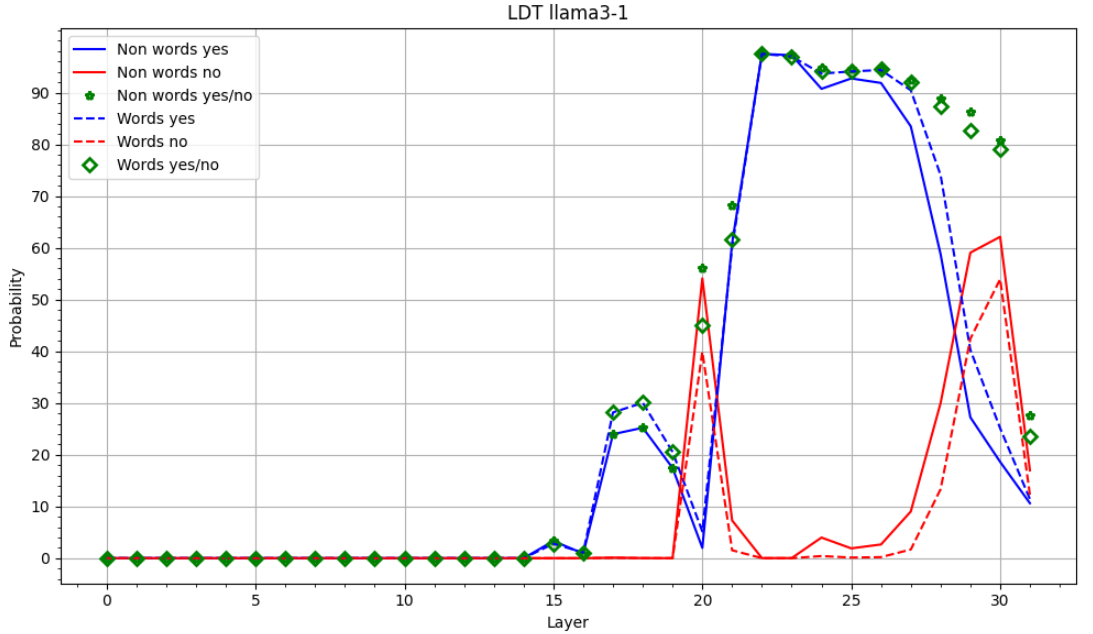 LDT llama3-1
Non words yes
Non words no
Non words yes/no
Words yes
Words no
Words yes/no
90
80
70
60
50
40
30
20
10
0
Probability
0 5 10 15 20 25 30
Layer